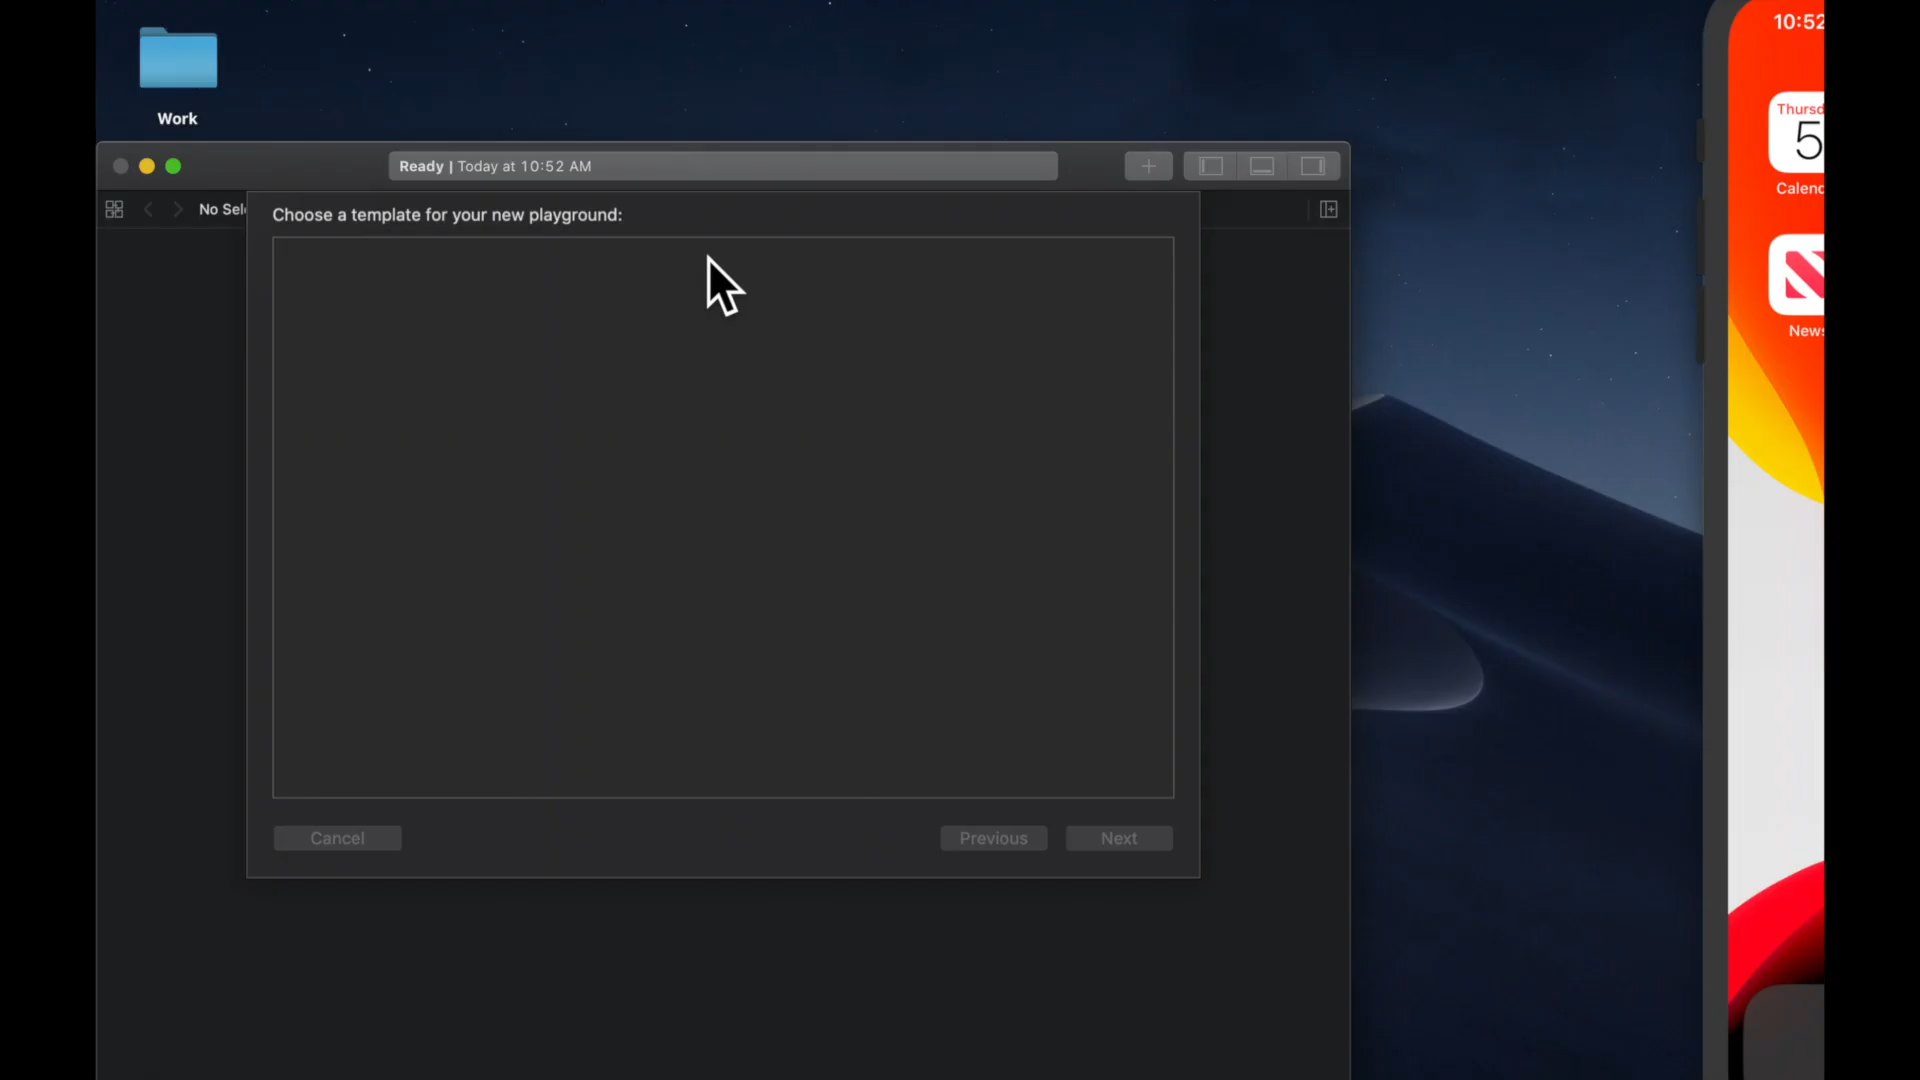 Work
Ready | Today at 10:52 AM
No Sel
Choose a template for your new playground:
Cancel
Previous
Next
10:52
Thursd
5
Calend
News